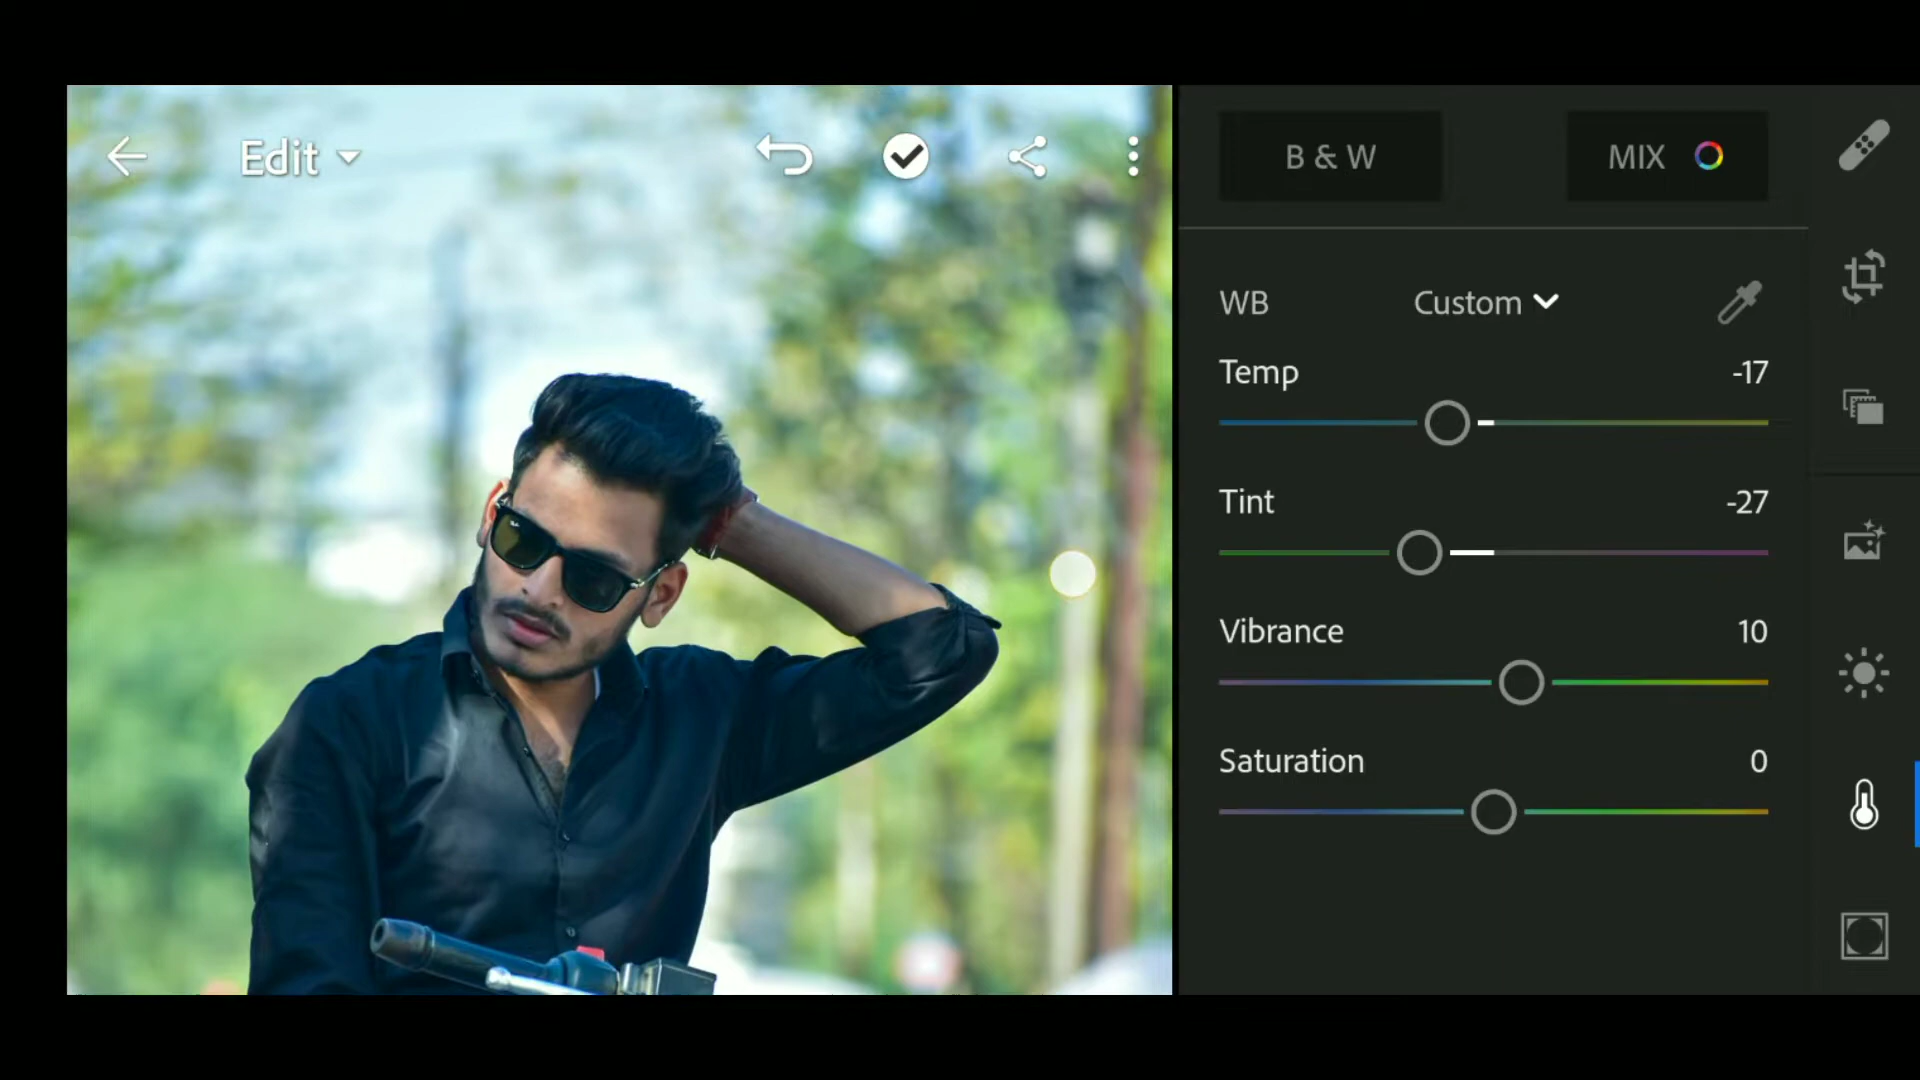 Edit
B & W
MIX
WB
Custom
Temp
-17
Tint
-27
Vibrance
10
Saturation
0